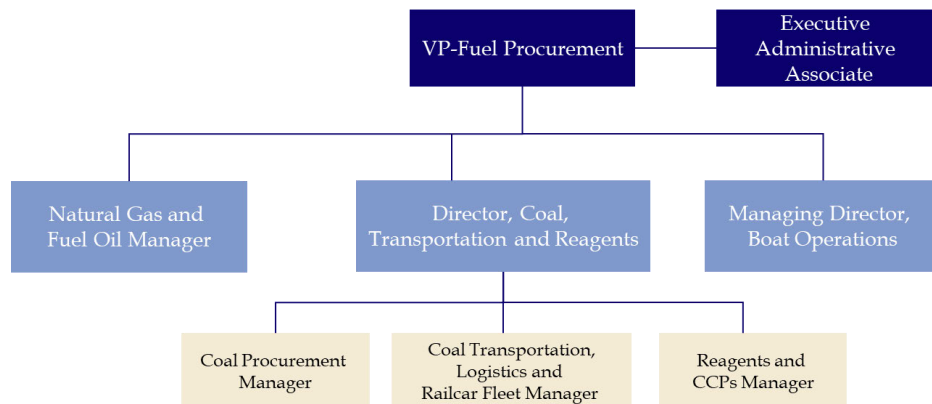 VP-Fuel Procurement
Executive
Administrative
Associate
Natural Gas and
Fuel Oil Manager
Director, Coal,
Transportation and Reagents
Managing Director,
Boat Operations
Coal Procurement
Manager
Coal Transportation,
Logistics and
Railcar Fleet Manager
Reagents and
CCPs Manager